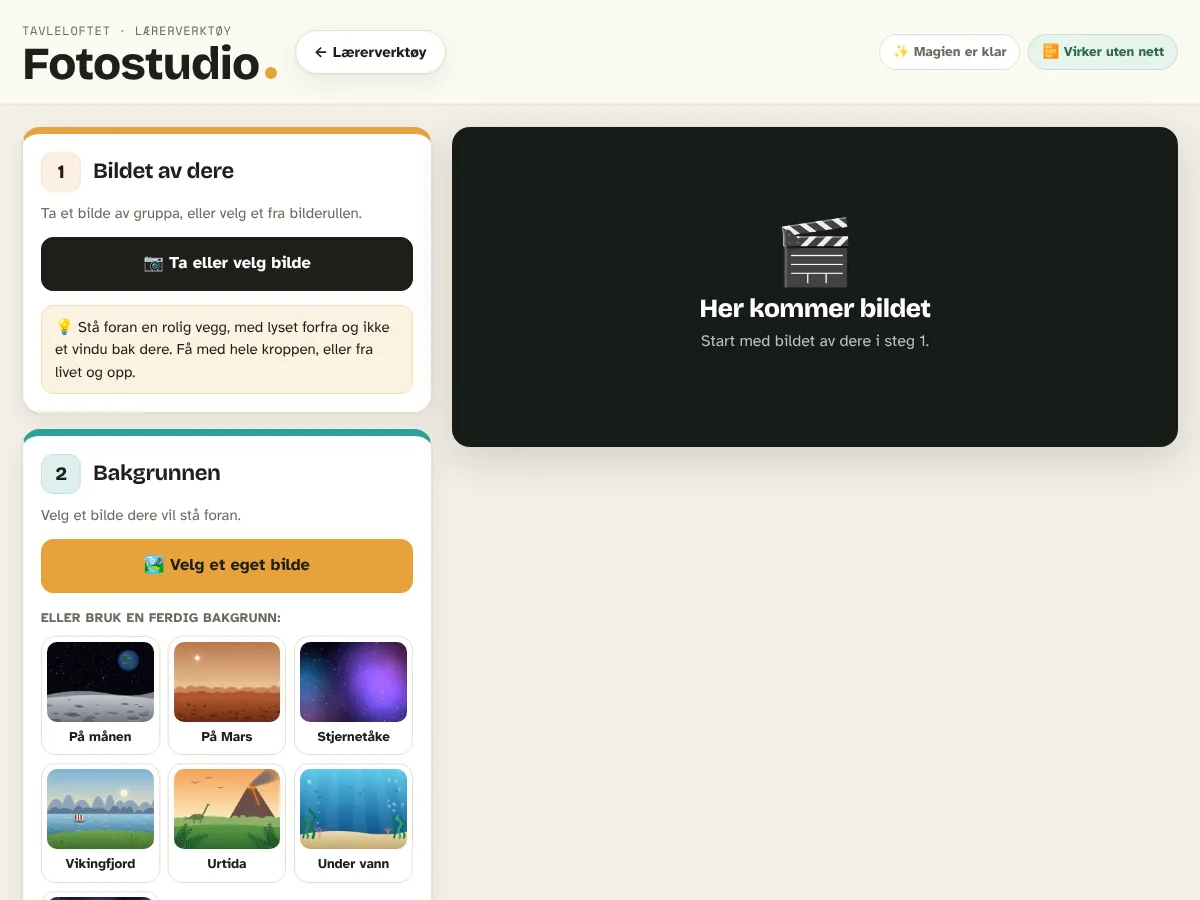 TAVLELOFTET · LÆRERVERKTØY
Fotostudio.
← Lærerverktøy
✨ Magien er klar
📴 Virker uten nett
1 Bildet av dere
Ta et bilde av gruppa, eller velg et fra bilderullen.
📷 Ta eller velg bilde
💡 Stå foran en rolig vegg, med lyset forfra og ikke
et vindu bak dere. Få med hele kroppen, eller fra
livet og opp.
🎬
Her kommer bildet
Start med bildet av dere i steg 1.
2 Bakgrunnen
Velg et bilde dere vil stå foran.
🏞️ Velg et eget bilde
ELLER BRUK EN FERDIG BAKGRUNN:
På månen
På Mars
Stjernetåke
Vikingfjord
Urtida
Under vann